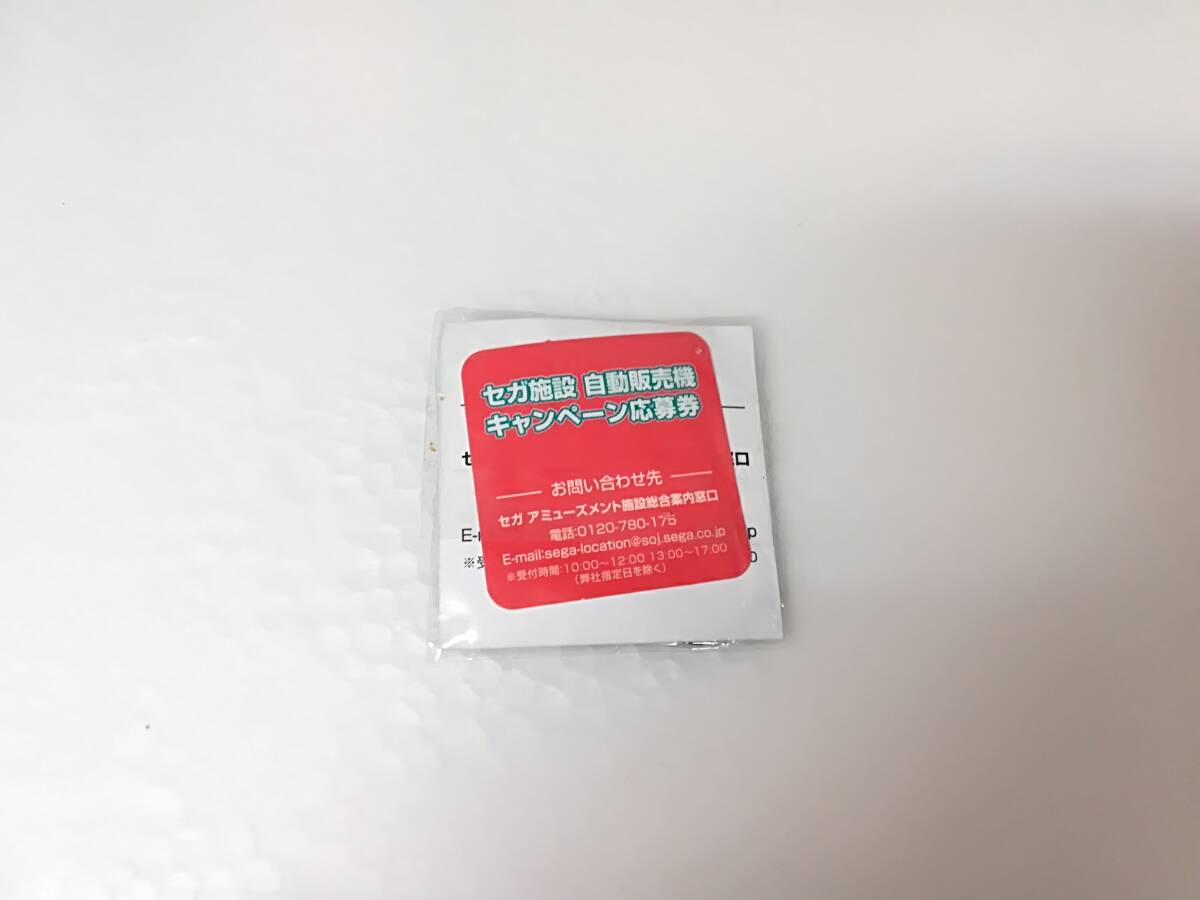 セガ施設 自動販売機
キャンペーン応募券
お問い合わせ先
セガ アミューズメント施設総合案内窓口
電話:0120-780-175
E-mail:sega-location@soj.sega.co.jp
※受付時間:10:00～12:00 13:00～17:00
(弊社指定日を除く)